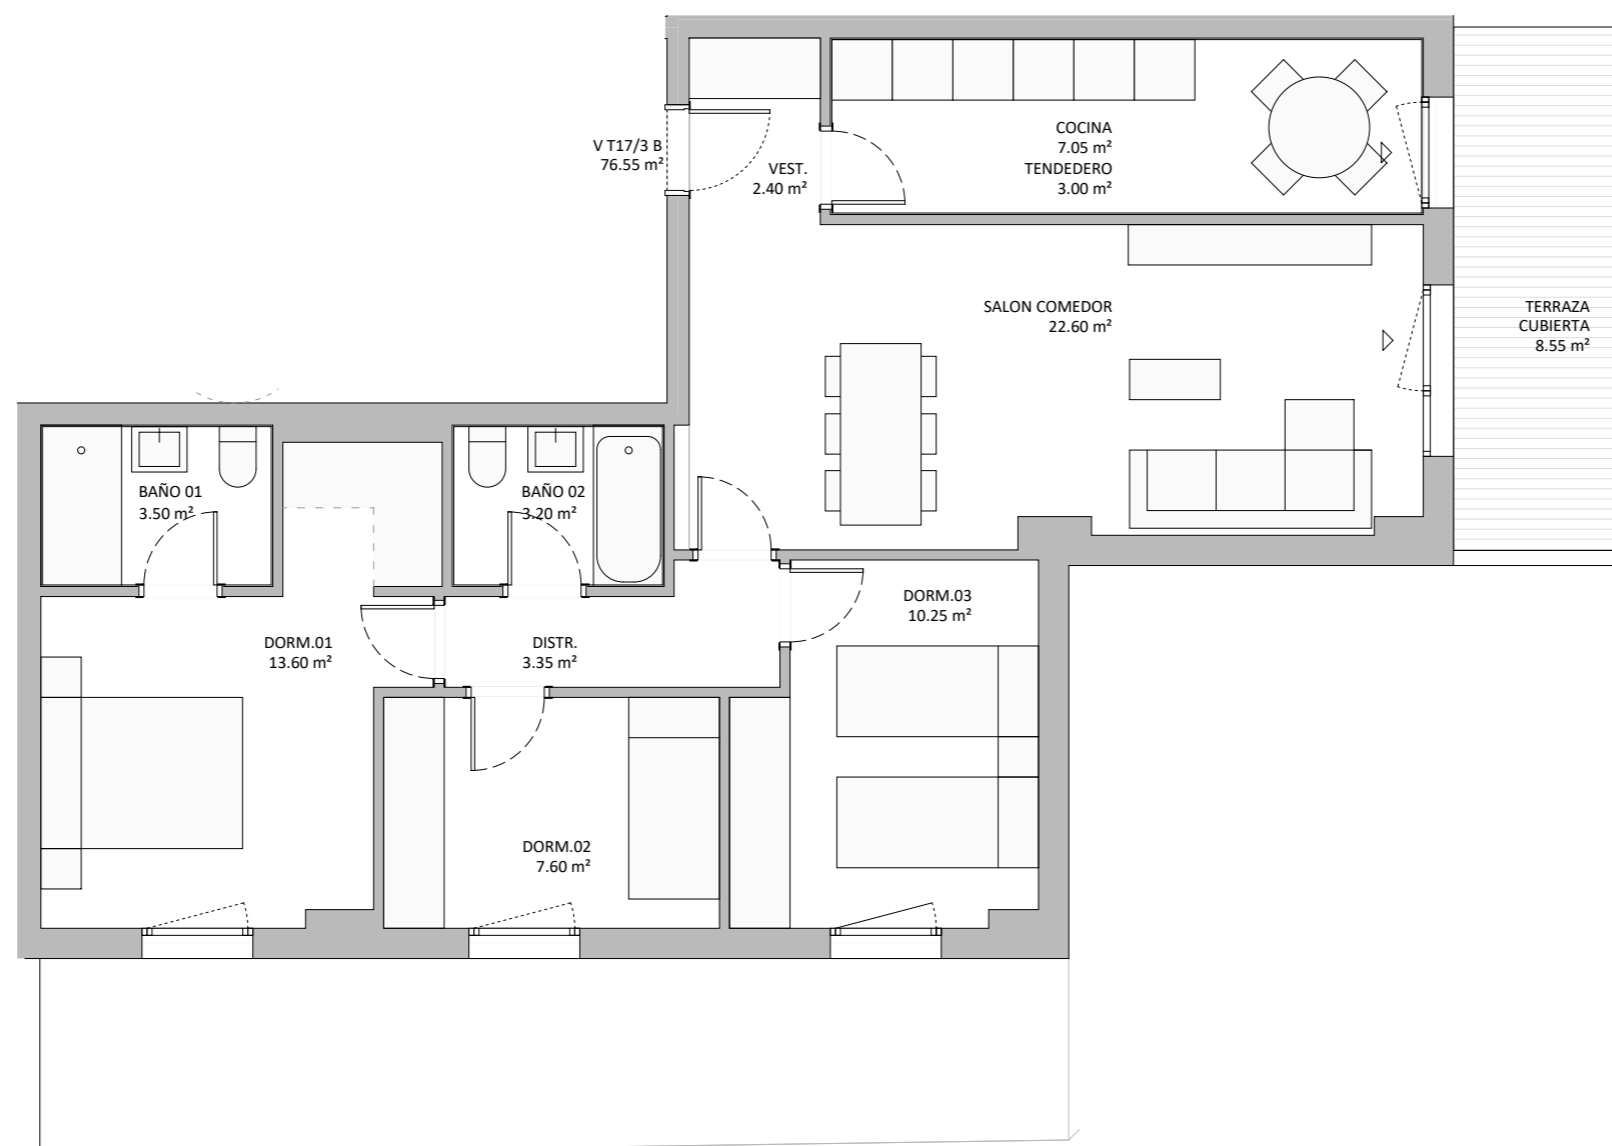 V T17/3 B
76.55 m²
VEST.
2.40 m²
COCINA
7.05 m²
TENDEDERO
3.00 m²
SALON COMEDOR
22.60 m²
TERRAZA
CUBIERTA
8.55 m²
BAÑO 01
3.50 m²
BAÑO 02
3.20 m²
DORM.01
13.60 m²
DISTR.
3.35 m²
DORM.03
10.25 m²
DORM.02
7.60 m²